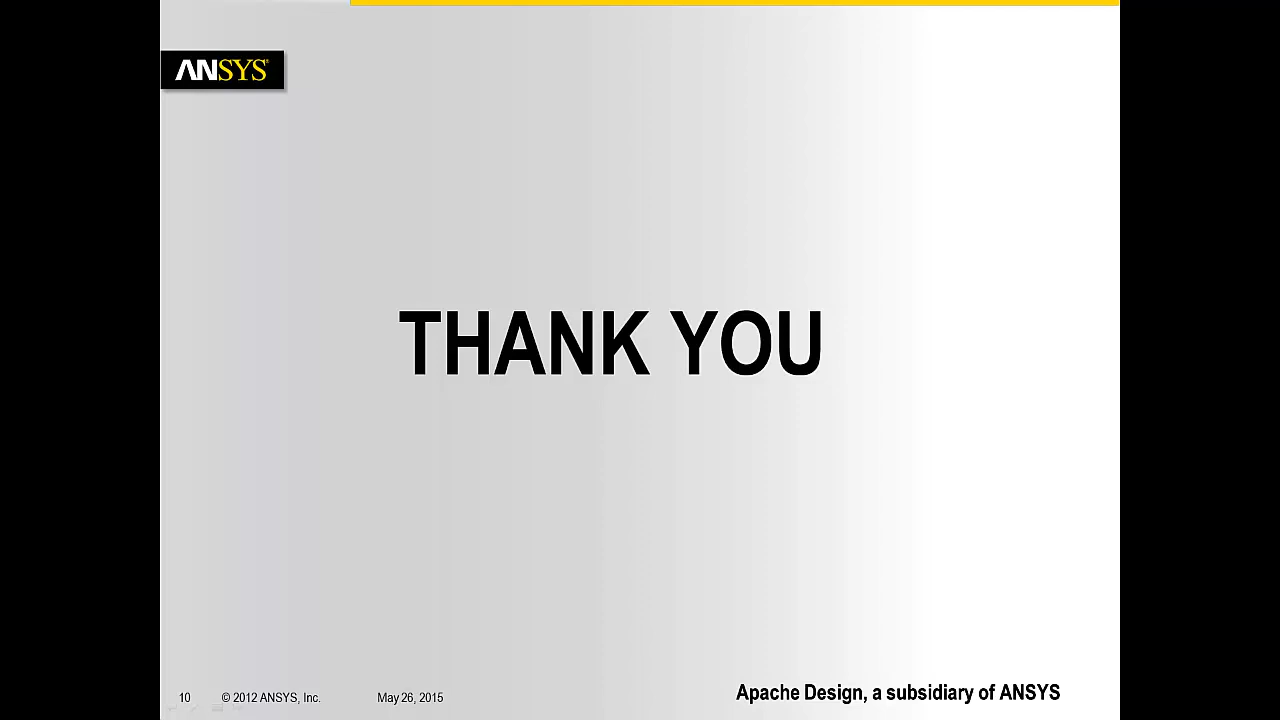 ANSYS®
THANK YOU
10 © 2012 ANSYS, Inc. May 26, 2015
Apache Design, a subsidiary of ANSYS